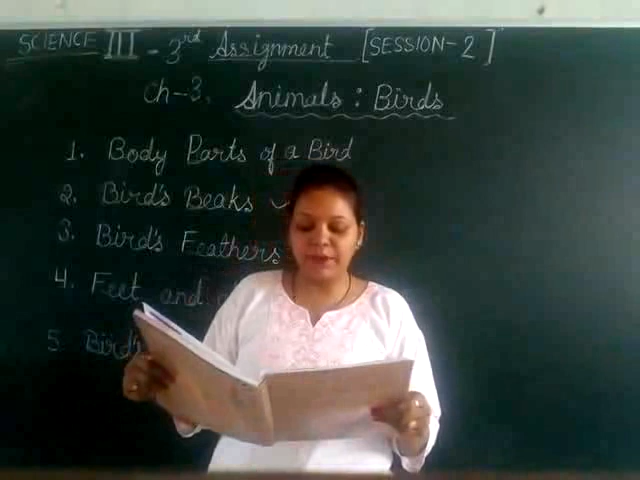 SCIENCE III - 3rd Assignment [SESSION-2]
Ch-3. Animals : Birds
1. Body Parts of a Bird
2. Bird's Beaks
3. Bird's Feathers
4. Feet and
5. Bird's